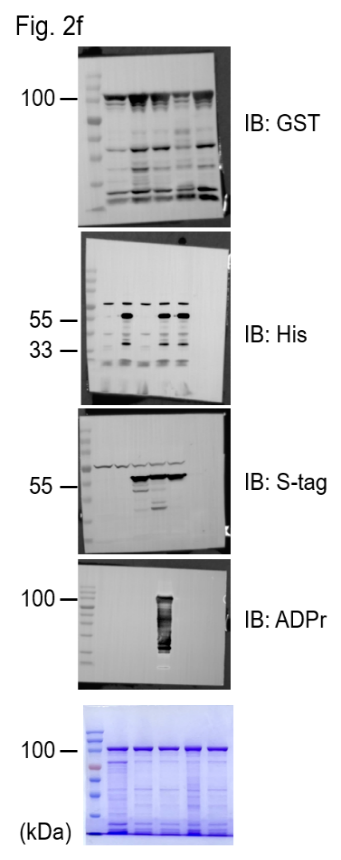 Fig. 2f
100
IB: GST
55
IB: His
33
IB: S-tag
55
100
IB: ADPr
100
(kDa)